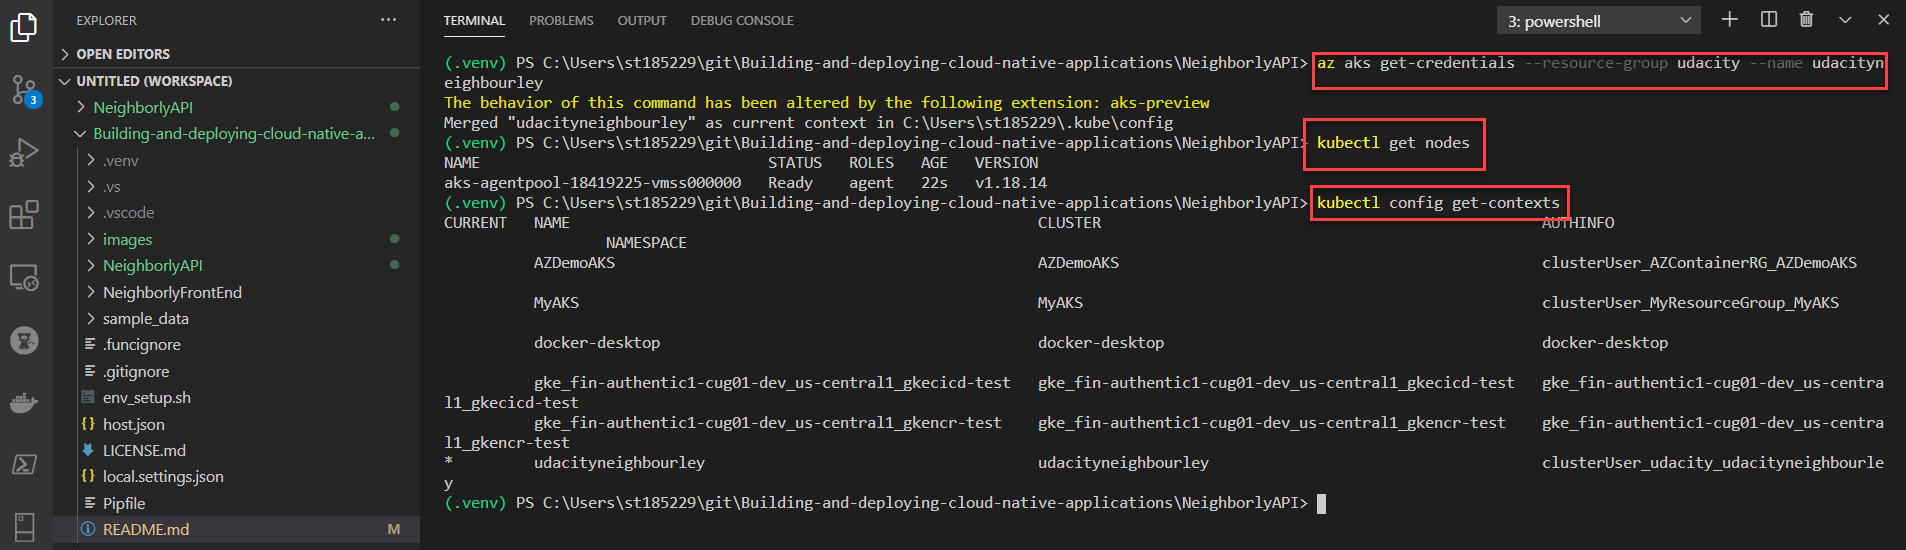 EXPLORER
OPEN EDITORS
UNTITLED (WORKSPACE)
3
NeighborlyAPI
Building-and-deploying-cloud-native-a...
.venv
.vs
.vscode
images
NeighborlyAPI
NeighborlyFrontEnd
sample_data
.funcignore
.gitignore
env_setup.sh
{} host.json
LICENSE.md
{} local.settings.json
Pipfile
README.md M
TERMINAL PROBLEMS OUTPUT DEBUG CONSOLE 3: powershell
(.venv) PS C:\Users\st185229\git\Building-and-deploying-cloud-native-applications\NeighborlyAPI> az aks get-credentials --resource-group udacity --name udacityn
eighbourley
The behavior of this command has been altered by the following extension: aks-preview
Merged "udacityneighbourley" as current context in C:\Users\st185229\.kube\config
(.venv) PS C:\Users\st185229\git\Building-and-deploying-cloud-native-applications\NeighborlyAPI> kubectl get nodes
NAME STATUS ROLES AGE VERSION
aks-agentpool-18419225-vmss000000 Ready agent 22s v1.18.14
(.venv) PS C:\Users\st185229\git\Building-and-deploying-cloud-native-applications\NeighborlyAPI> kubectl config get-contexts
CURRENT NAME CLUSTER AUTHINFO
NAMESPACE
AZDemoAKS AZDemoAKS clusterUser_AZContainerRG_AZDemoAKS
MyAKS MyAKS clusterUser_MyResourceGroup_MyAKS
docker-desktop docker-desktop docker-desktop
gke_fin-authentic1-cug01-dev_us-central1_gkecicd-test gke_fin-authentic1-cug01-dev_us-central1_gkecicd-test gke_fin-authentic1-cug01-dev_us-centra
l1_gkecicd-test
gke_fin-authentic1-cug01-dev_us-central1_gkencr-test gke_fin-authentic1-cug01-dev_us-central1_gkencr-test gke_fin-authentic1-cug01-dev_us-centra
l1_gkencr-test
* udacityneighbourley udacityneighbourley clusterUser_udacity_udacityneighbourle
y
(.venv) PS C:\Users\st185229\git\Building-and-deploying-cloud-native-applications\NeighborlyAPI>